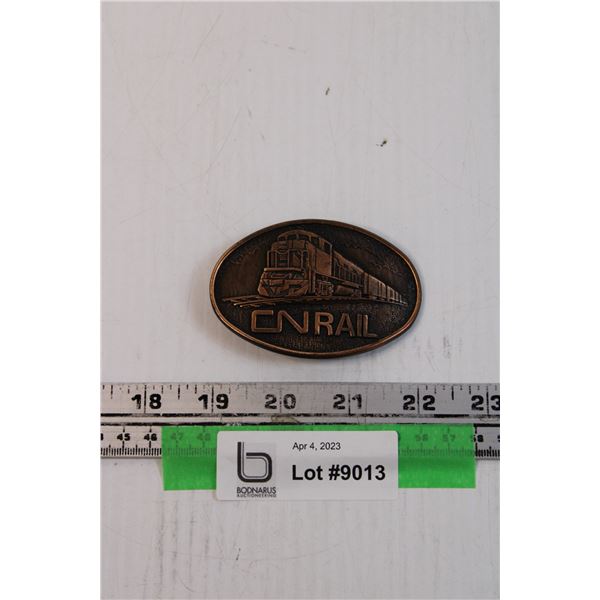 CN RAIL
18 19 20 21 22 23
45 46 47 48 56 57 58
Apr 4, 2023
Lot #9013
BODNARUS
AUCTIONEERING